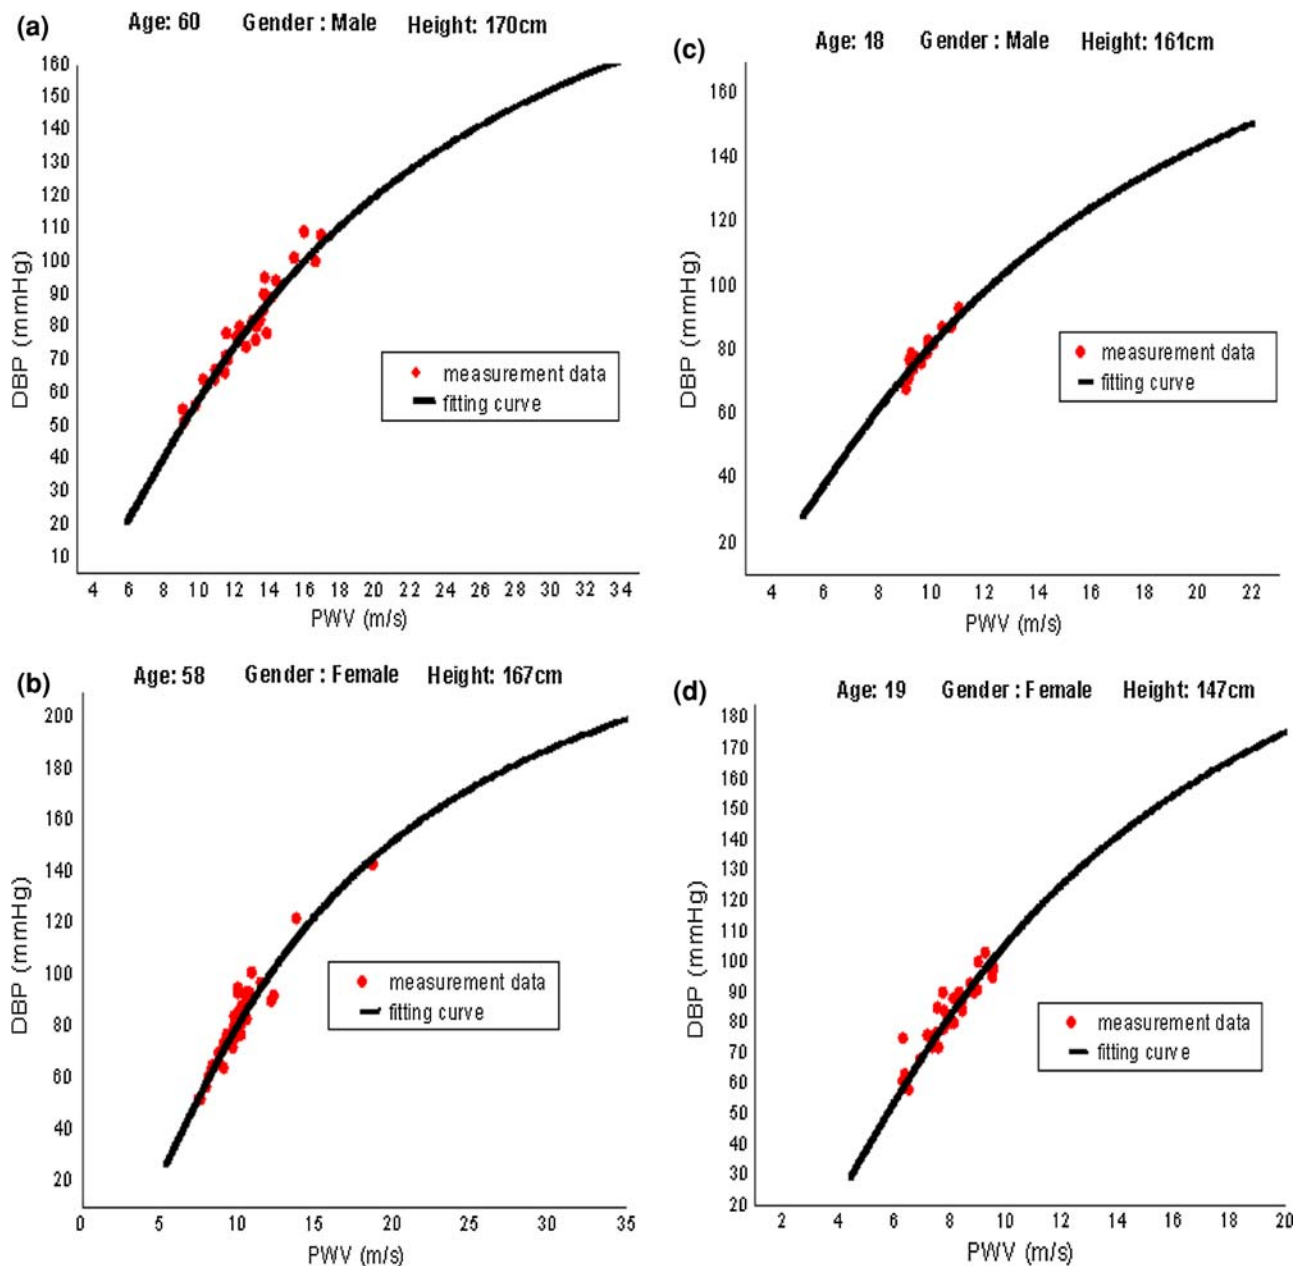 (a) Age: 60 Gender : Male Height: 170cm
160
150
140
130
120
110
100
90
80
70
60
50
40
30
20
10
DBP (mmHg)
measurement data
fitting curve
4 6 8 10 12 14 16 18 20 22 24 26 28 30 32 34
PWV (m/s)
(c) Age: 18 Gender : Male Height: 161cm
160
140
120
100
80
60
40
20
DBP (mmHg)
measurement data
fitting curve
4 6 8 10 12 14 16 18 20 22
PWV (m/s)
(b) Age: 58 Gender : Female Height: 167cm
200
180
160
140
120
100
80
60
40
20
DBP (mmHg)
measurement data
fitting curve
0 5 10 15 20 25 30 35
PWV (m/s)
(d) Age: 19 Gender : Female Height: 147cm
180
170
160
150
140
130
120
110
100
90
80
70
60
50
40
30
20
DBP (mmHg)
measurement data
fitting curve
2 4 6 8 10 12 14 16 18 20
PWV (m/s)